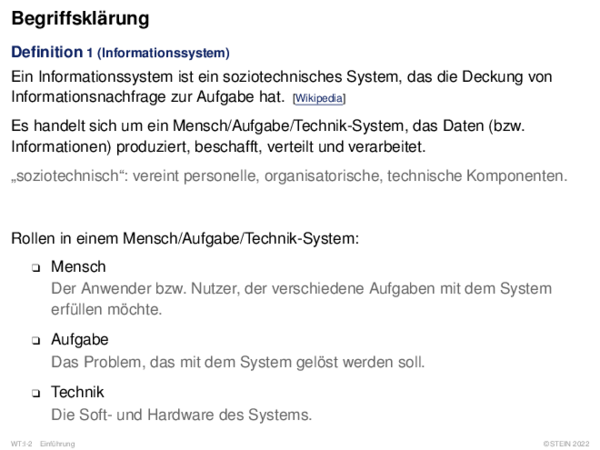 Begriffsklärung
Definition 1 (Informationssystem)
Ein Informationssystem ist ein soziotechnisches System, das die Deckung von
Informationsnachfrage zur Aufgabe hat. [Wikipedia]
Es handelt sich um ein Mensch/Aufgabe/Technik-System, das Daten (bzw.
Informationen) produziert, beschafft, verteilt und verarbeitet.
„soziotechnisch“: vereint personelle, organisatorische, technische Komponenten.
Rollen in einem Mensch/Aufgabe/Technik-System:
❑ Mensch
Der Anwender bzw. Nutzer, der verschiedene Aufgaben mit dem System
erfüllen möchte.
❑ Aufgabe
Das Problem, das mit dem System gelöst werden soll.
❑ Technik
Die Soft- und Hardware des Systems.
WT:I-2 Einführung ©STEIN 2022